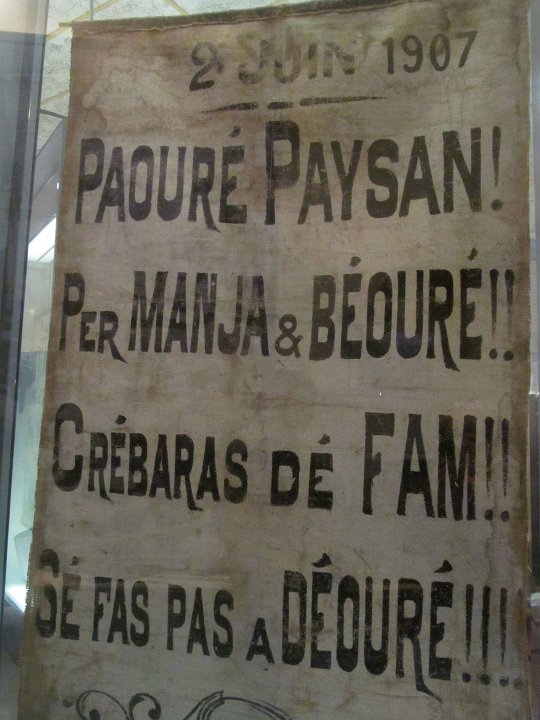 2 JUIN 1907
PAOURÉ PAYSAN!
PER MANJA & BÉOURÉ!!
CRÉBARAS DÉ FAM!!
SÉ FAS PAS A DÉOURÉ!!!!